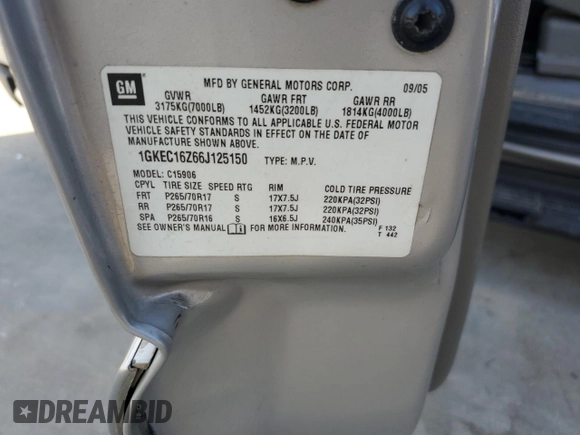 GM
MFD BY GENERAL MOTORS CORP. 09/05
GVWR GAWR FRT GAWR RR
3175KG(7000LB) 1452KG(3200LB) 1814KG(4000LB)
THIS VEHICLE CONFORMS TO ALL APPLICABLE U.S. FEDERAL MOTOR
VEHICLE SAFETY STANDARDS IN EFFECT ON THE DATE OF
MANUFACTURE SHOWN ABOVE.
1GKEC16Z66J125150 TYPE: M.P.V.
MODEL: C15906
CPYL TIRE SIZE SPEED RTG RIM COLD TIRE PRESSURE
FRT P265/70R17 S 17X7.5J 220KPA(32PSI)
RR P265/70R17 S 17X7.5J 220KPA(32PSI)
SPA P265/70R16 S 16X6.5J 240KPA(35PSI)
SEE OWNER'S MANUAL FOR MORE INFORMATION. F 132
T 442
DREAMBID